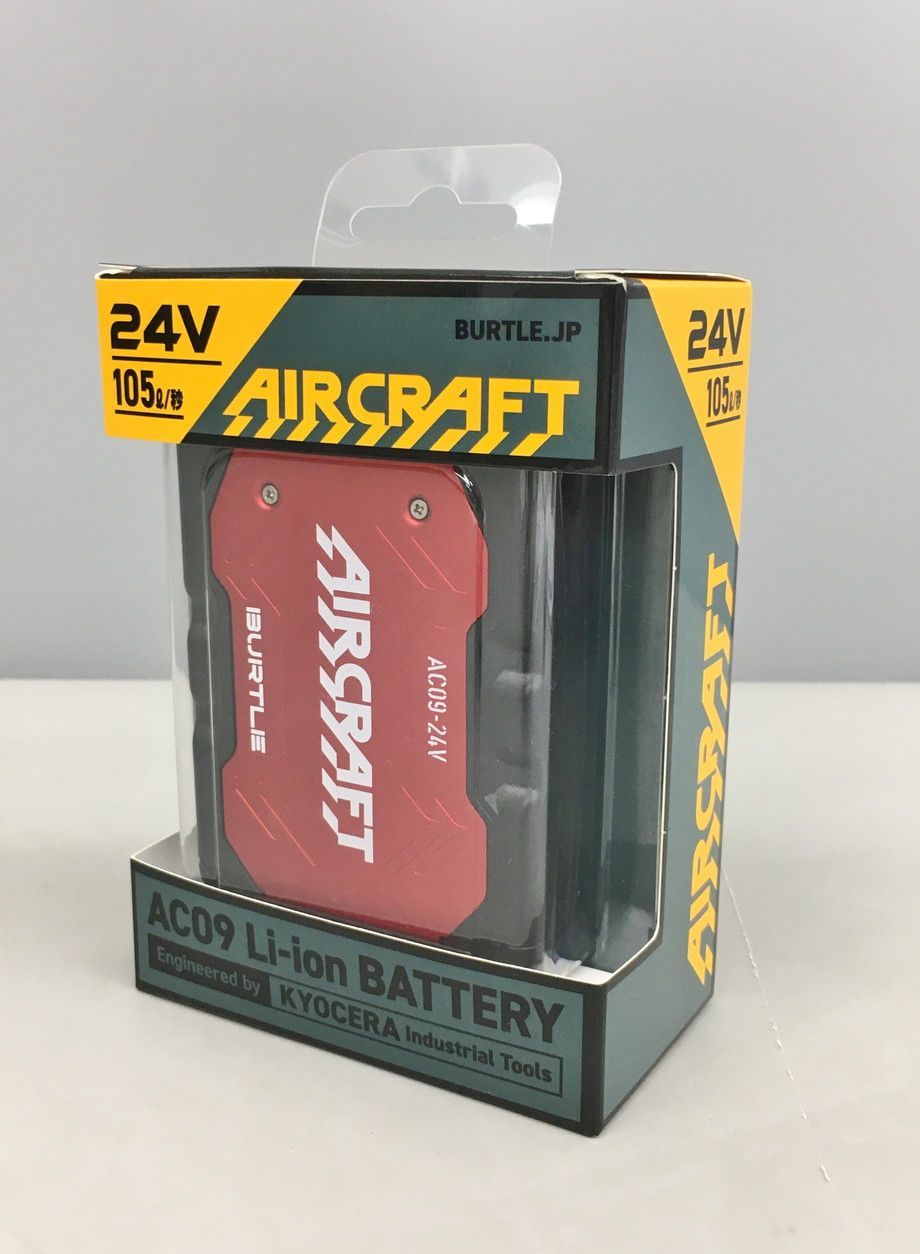 24V
105ℓ/秒
BURTLE.JP
AIRCRAFT
24V
105ℓ/秒
AIRCRAFT
BURTLE
AIRCRAFT
AC09-24V
AC09 Li-ion BATTERY
Engineered by
KYOCERA Industrial Tools